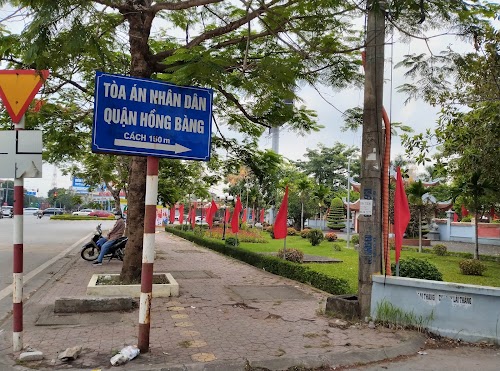 TÒA ÁN NHÂN DÂN
QUẬN HỒNG BÀNG
CÁCH 150 m